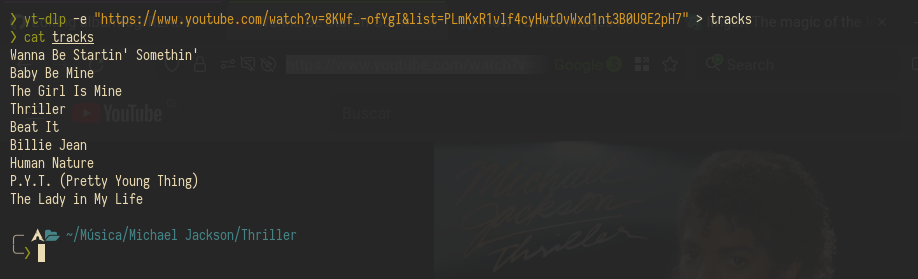 ❯ yt-dlp -e "https://www.youtube.com/watch?v=8KWf_-ofYgI&list=PLmKxR1vlf4cyHwtOvWxd1nt3B0U9E2pH7" > tracks
❯ cat tracks
Wanna Be Startin' Somethin'
Baby Be Mine
The Girl Is Mine
Thriller
Beat It
Billie Jean
Human Nature
P.Y.T. (Pretty Young Thing)
The Lady in My Life
~/Música/Michael Jackson/Thriller
❯
The magic of the
Google
Search
YouTube
Buscar
Michael
Jackson
Thriller